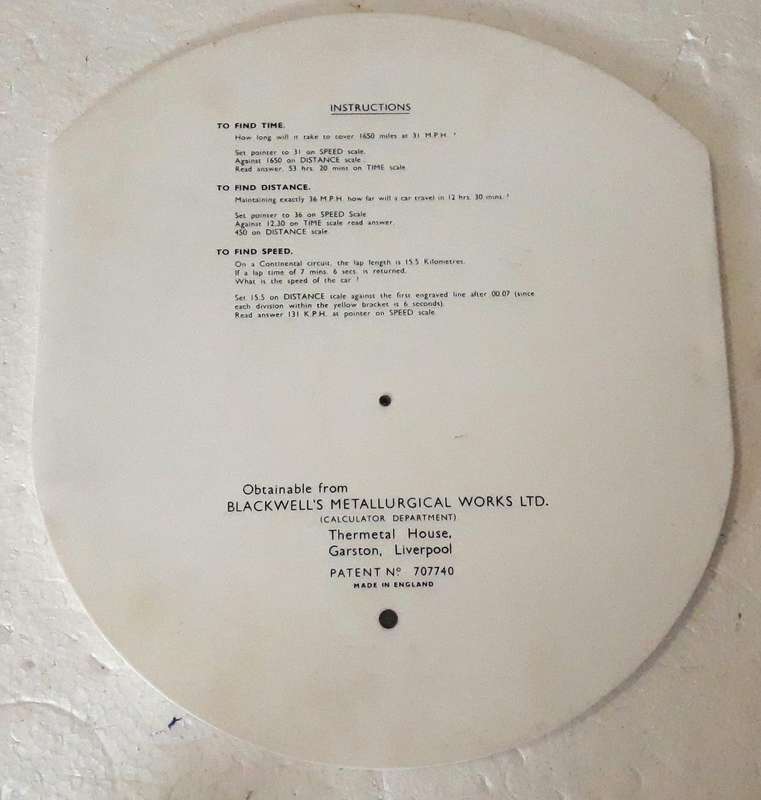 INSTRUCTIONS
TO FIND TIME.
How long will it take to cover 1650 miles at 31 M.P.H. ?
Set pointer to 31 on SPEED scale.
Against 1650 on DISTANCE scale.
Read answer, 53 hrs. 20 mins on TIME scale
TO FIND DISTANCE.
Maintaining exactly 36 M.P.H. how far will a car travel in 12 hrs. 30 mins. ?
Set pointer to 36 on SPEED Scale
Against 12.30 on TIME scale read answer,
450 on DISTANCE scale.
TO FIND SPEED.
On a Continental circuit, the lap length is 15.5 Kilometres.
If a lap time of 7 mins. 6 secs. is returned.
What is the speed of the car ?
Set 15.5 on DISTANCE scale against the first engraved line after 00.07 (since
each division within the yellow bracket is 6 seconds).
Read answer 131 K.P.H. at pointer on SPEED scale.
Obtainable from
BLACKWELL'S METALLURGICAL WORKS LTD.
(CALCULATOR DEPARTMENT)
Thermetal House,
Garston, Liverpool
PATENT Nº 707740
MADE IN ENGLAND